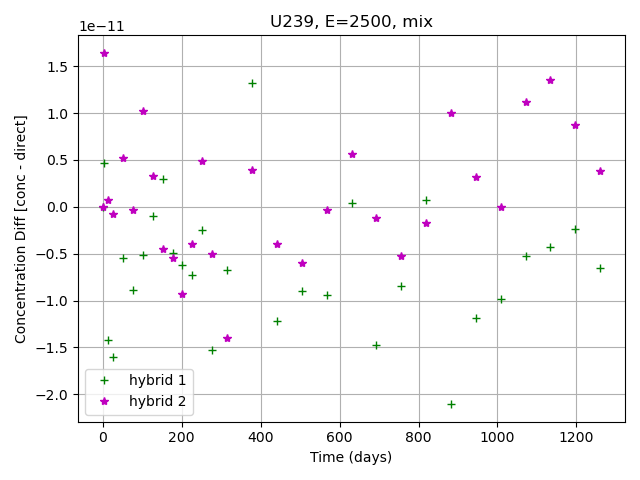 U239, E=2500, mix
1e−11
1.5
1.0
0.5
0.0
−0.5
−1.0
−1.5
−2.0
Concentration Diff [conc - direct]
hybrid 1
hybrid 2
0 200 400 600 800 1000 1200
Time (days)